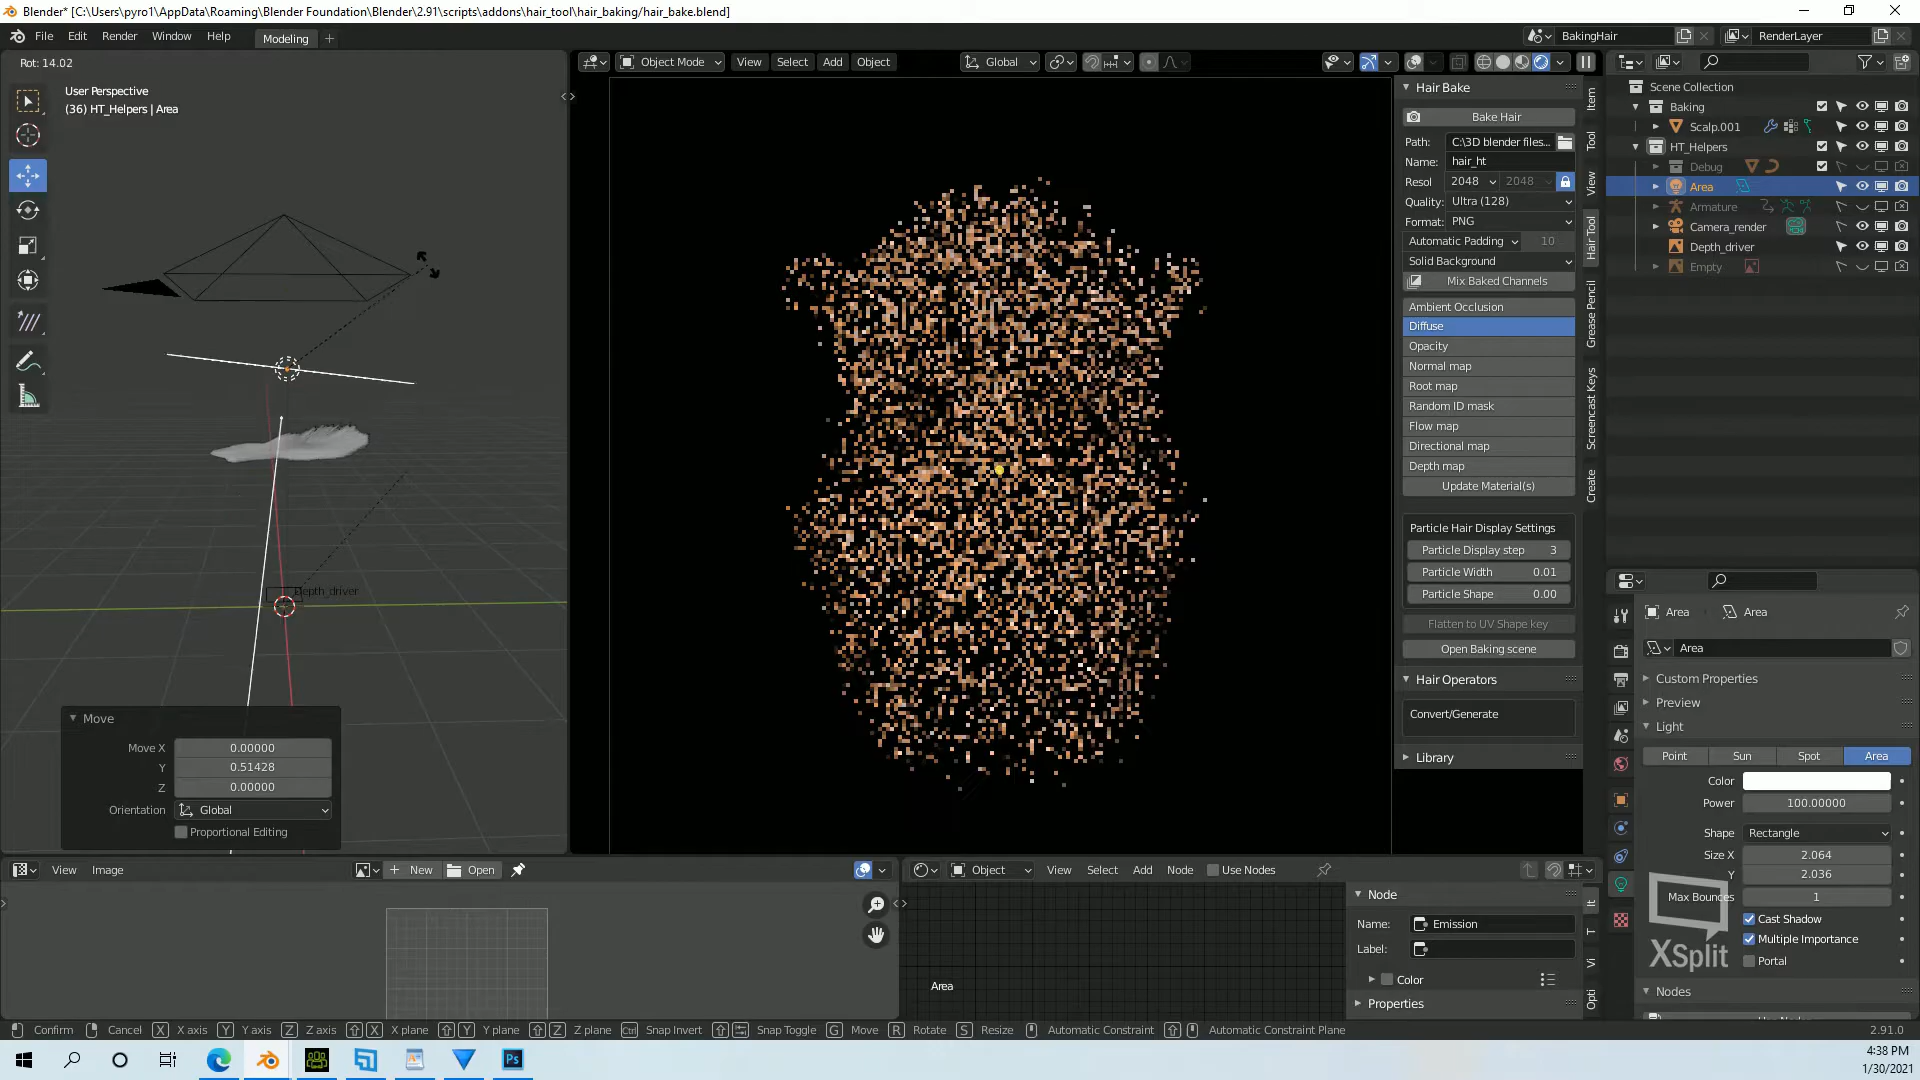 Blender* [C:\Users\pyro1\AppData\Roaming\Blender Foundation\Blender\2.91\scripts\addons\hair_tool\hair_baking/hair_bake.blend]
File Edit Render Window Help Modeling +
BakingHair
RenderLayer
Rot: 14.02
Object Mode View Select Add Object Global
User Perspective
(36) HT_Helpers | Area
Depth_driver
Move
Move X 0.00000
Y 0.51428
Z 0.00000
Orientation Global
Proportional Editing
Hair Bake
Bake Hair
Path: C:\3D blender files...
Name: hair_ht
Resol 2048 2048
Quality: Ultra (128)
Format: PNG
Automatic Padding 10
Solid Background
Mix Baked Channels
Ambient Occlusion
Diffuse
Opacity
Normal map
Root map
Random ID mask
Flow map
Directional map
Depth map
Update Material(s)
Particle Hair Display Settings
Particle Display step 3
Particle Width 0.01
Particle Shape 0.00
Flatten to UV Shape key
Open Baking scene
Hair Operators
Convert/Generate
Library
Item
Tool
View
Hair Tool
Grease Pencil
Screencast Keys
Create
Scene Collection
Baking
Scalp.001
HT_Helpers
Debug
Area
Armature
Camera_render
Depth_driver
Empty
Area Area
Area
Custom Properties
Preview
Light
Point Sun Spot Area
Color
Power 100.00000
Shape Rectangle
Size X 2.064
Y 2.036
Max Bounces 1
Cast Shadow
Multiple Importance
Portal
Nodes
XSplit
View Image New Open
Object View Select Add Node Use Nodes
Area
Node
Name: Emission
Label:
Color
Properties
It
T
Vi
Opti
Confirm Cancel X X axis Y Y axis Z Z axis X X plane Y Y plane Z Z plane Ctrl Snap Invert Snap Toggle G Move R Rotate S Resize Automatic Constraint Automatic Constraint Plane 2.91.0
Ps
4:38 PM
1/30/2021